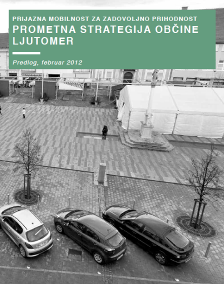 PRIJAZNA MOBILNOST ZA ZADOVOLJNO PRIHODNOST
PROMETNA STRATEGIJA OBČINE
LJUTOMER
Predlog, februar 2012